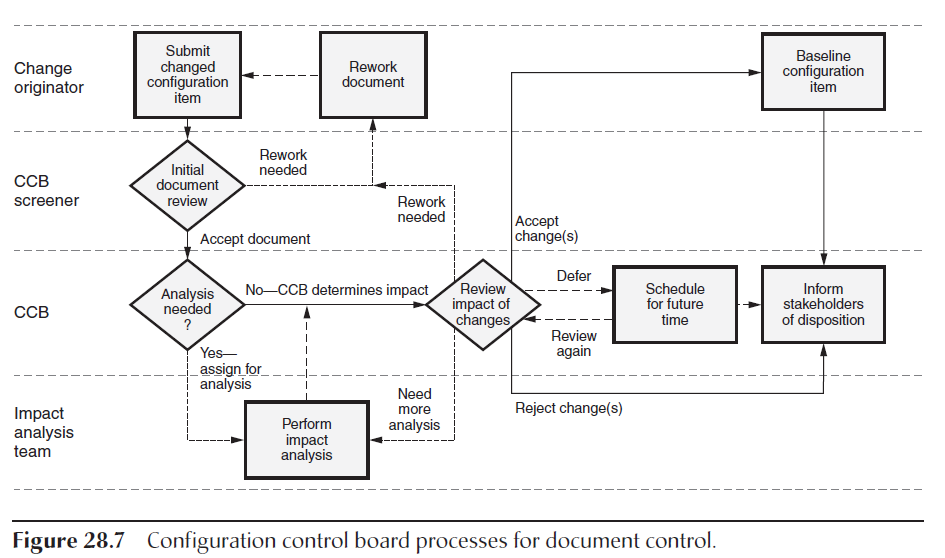 Change
originator
Submit
changed
configuration
item
Rework
document
Baseline
configuration
item
CCB
screener
Initial
document
review
Rework
needed
Rework
needed
Accept
change(s)
Accept document
CCB
Analysis
needed
?
No—CCB determines impact
Review
impact of
changes
Defer
Review
again
Schedule
for future
time
Inform
stakeholders
of disposition
Yes—
assign for
analysis
Impact
analysis
team
Perform
impact
analysis
Need
more
analysis
Reject change(s)
Figure 28.7 Configuration control board processes for document control.